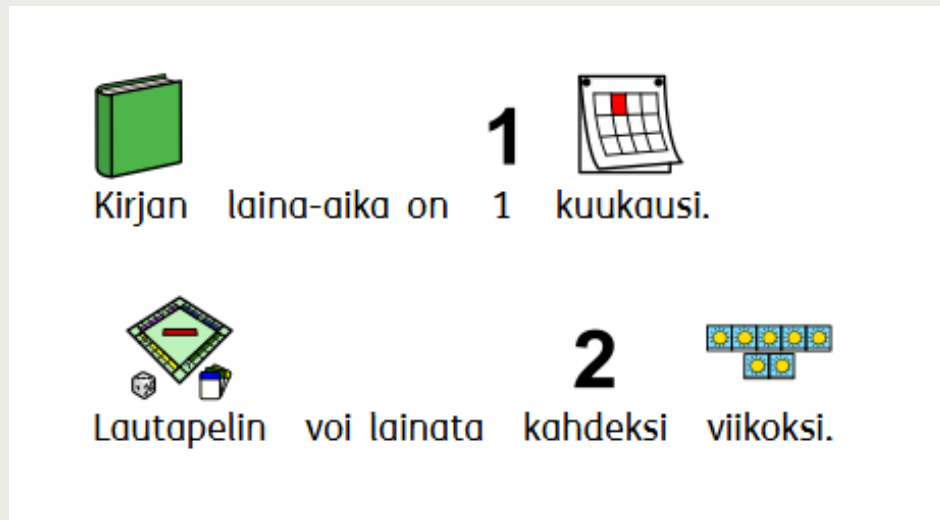 1
Kirjan laina-aika on 1 kuukausi.
2
Lautapelin voi lainata kahdeksi viikoksi.